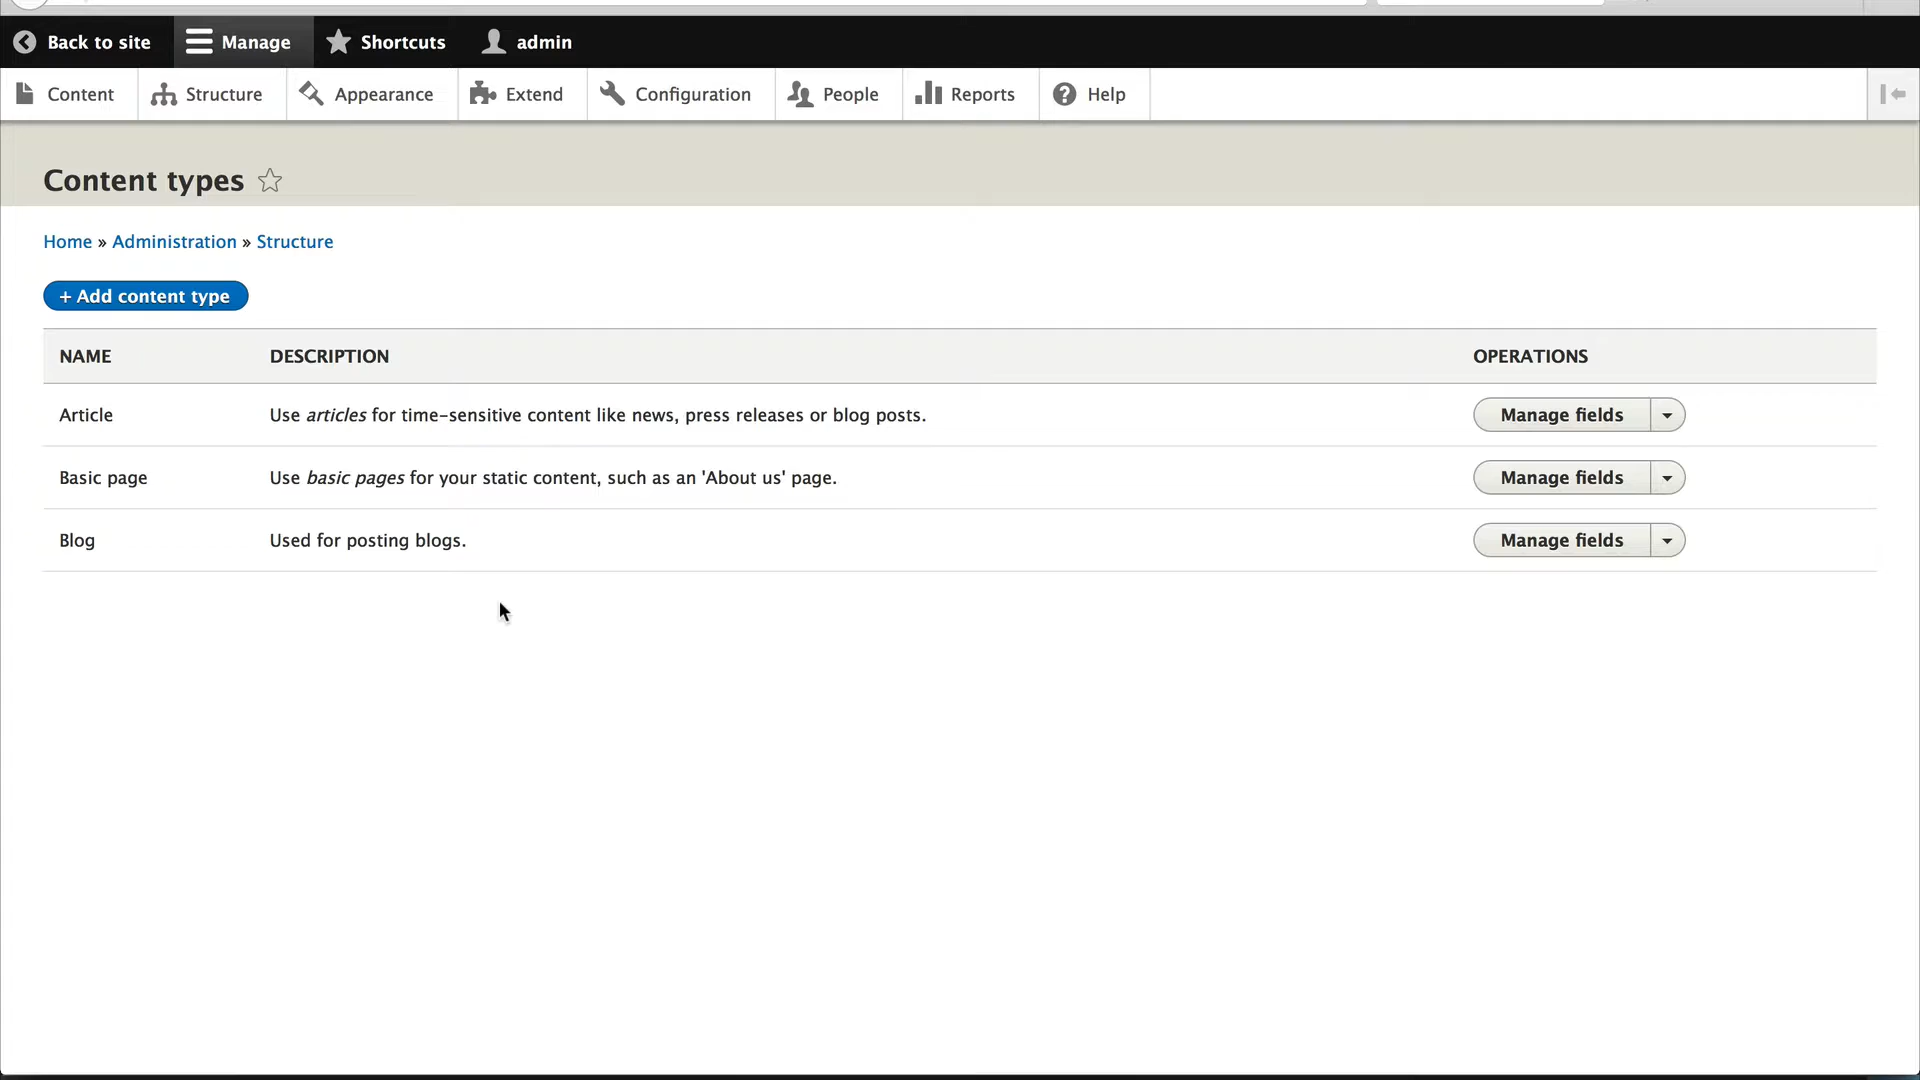 Back to site Manage Shortcuts admin
Content Structure Appearance Extend Configuration People Reports Help
Content types
Home » Administration » Structure
+ Add content type
NAME DESCRIPTION OPERATIONS
Article Use articles for time-sensitive content like news, press releases or blog posts. Manage fields
Basic page Use basic pages for your static content, such as an 'About us' page. Manage fields
Blog Used for posting blogs. Manage fields